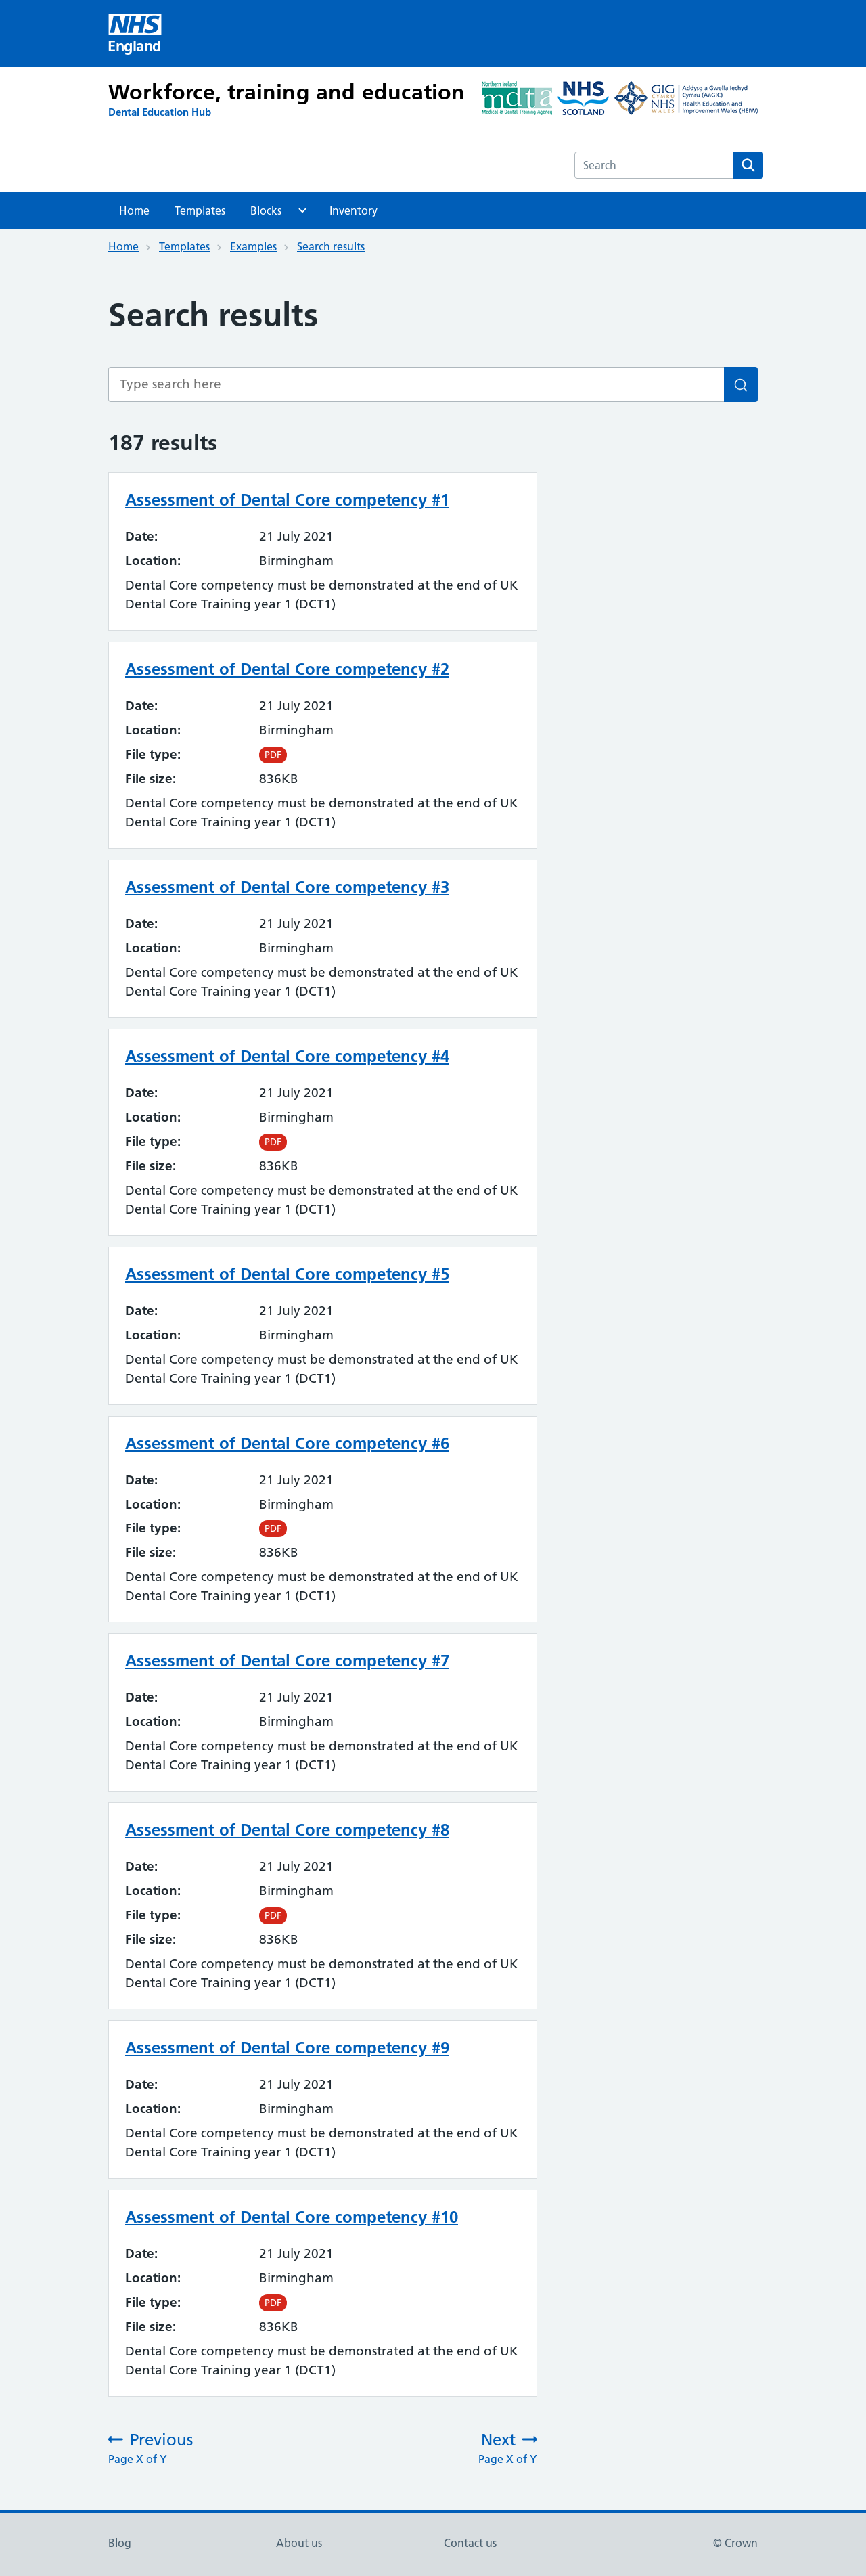 NHS
England
Workforce, training and education
Dental Education Hub
Northern Ireland
mdta
Medical & Dental Training Agency
NHS
SCOTLAND
GIG
CYMRU
NHS
WALES
Addysg a Gwella Iechyd
Cymru (AaGIC)
Health Education and
Improvement Wales (HEIW)
Search
Home
Templates
Blocks
Inventory
Home
Templates
Examples
Search results
Search results
Type search here
187 results
Assessment of Dental Core competency #1
Date: 21 July 2021
Location: Birmingham
Dental Core competency must be demonstrated at the end of UK
Dental Core Training year 1 (DCT1)
Assessment of Dental Core competency #2
Date: 21 July 2021
Location: Birmingham
File type: PDF
File size: 836KB
Dental Core competency must be demonstrated at the end of UK
Dental Core Training year 1 (DCT1)
Assessment of Dental Core competency #3
Date: 21 July 2021
Location: Birmingham
Dental Core competency must be demonstrated at the end of UK
Dental Core Training year 1 (DCT1)
Assessment of Dental Core competency #4
Date: 21 July 2021
Location: Birmingham
File type: PDF
File size: 836KB
Dental Core competency must be demonstrated at the end of UK
Dental Core Training year 1 (DCT1)
Assessment of Dental Core competency #5
Date: 21 July 2021
Location: Birmingham
Dental Core competency must be demonstrated at the end of UK
Dental Core Training year 1 (DCT1)
Assessment of Dental Core competency #6
Date: 21 July 2021
Location: Birmingham
File type: PDF
File size: 836KB
Dental Core competency must be demonstrated at the end of UK
Dental Core Training year 1 (DCT1)
Assessment of Dental Core competency #7
Date: 21 July 2021
Location: Birmingham
Dental Core competency must be demonstrated at the end of UK
Dental Core Training year 1 (DCT1)
Assessment of Dental Core competency #8
Date: 21 July 2021
Location: Birmingham
File type: PDF
File size: 836KB
Dental Core competency must be demonstrated at the end of UK
Dental Core Training year 1 (DCT1)
Assessment of Dental Core competency #9
Date: 21 July 2021
Location: Birmingham
Dental Core competency must be demonstrated at the end of UK
Dental Core Training year 1 (DCT1)
Assessment of Dental Core competency #10
Date: 21 July 2021
Location: Birmingham
File type: PDF
File size: 836KB
Dental Core competency must be demonstrated at the end of UK
Dental Core Training year 1 (DCT1)
Previous
Page X of Y
Next
Page X of Y
Blog
About us
Contact us
© Crown